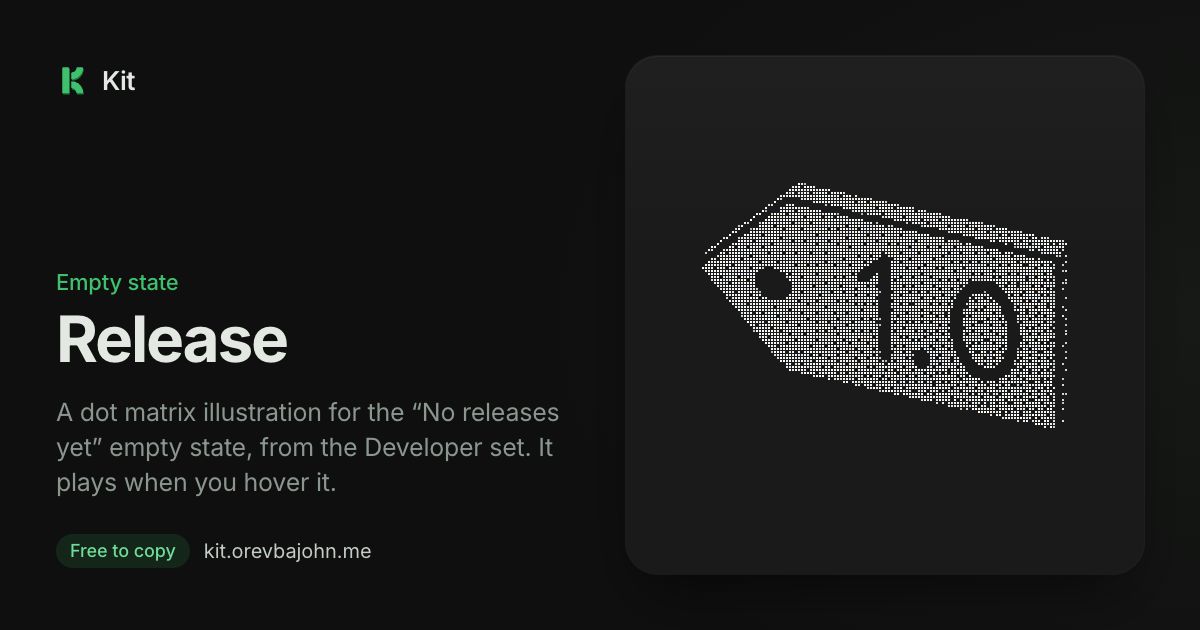 Kit
Empty state
Release
A dot matrix illustration for the “No releases
yet” empty state, from the Developer set. It
plays when you hover it.
Free to copy
kit.orevbajohn.me
1.0